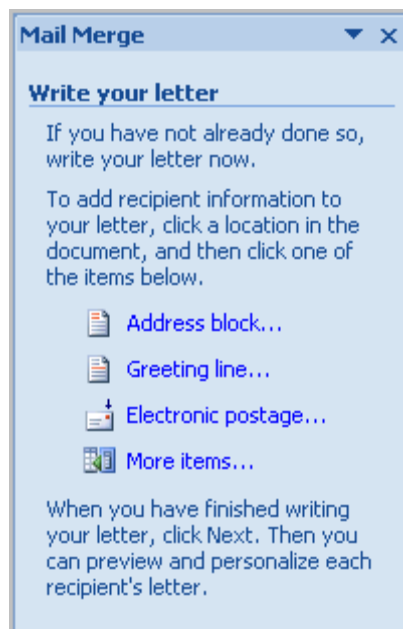 Mail Merge
Write your letter
If you have not already done so,
write your letter now.
To add recipient information to
your letter, click a location in the
document, and then click one of
the items below.
Address block...
Greeting line...
Electronic postage...
More items...
When you have finished writing
your letter, click Next. Then you
can preview and personalize each
recipient's letter.